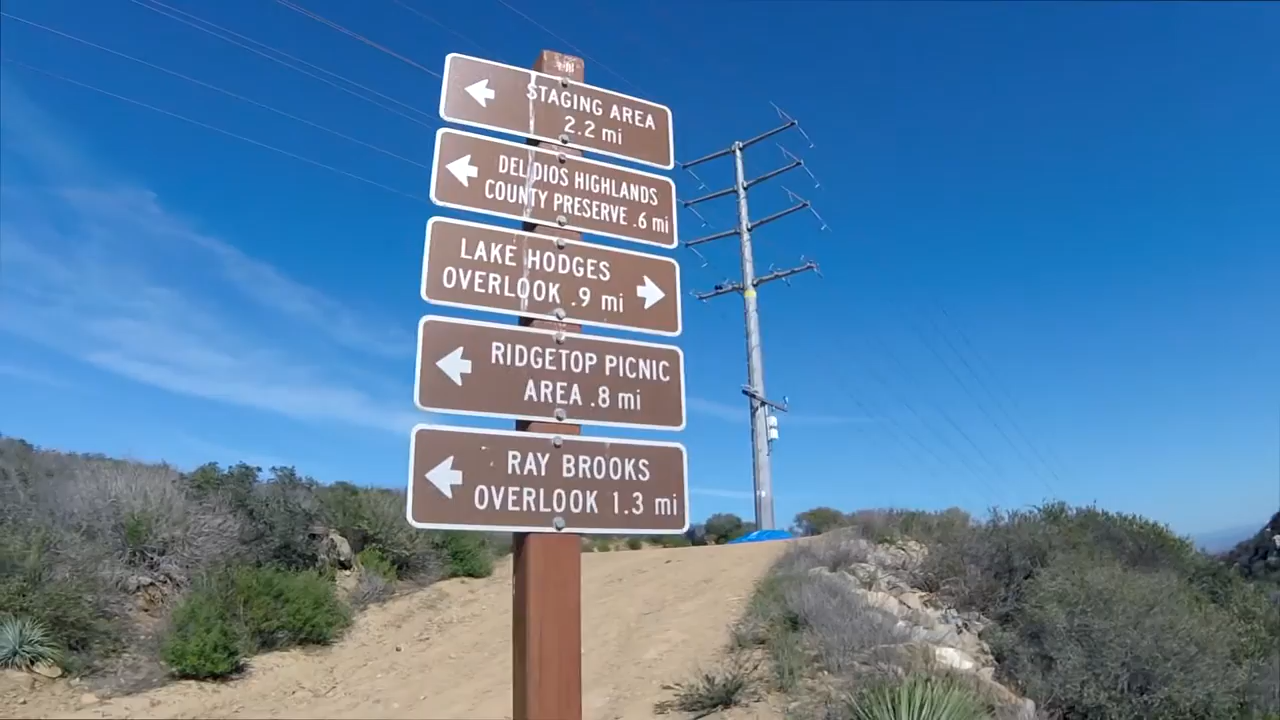 STAGING AREA
2.2 mi
DEL DIOS HIGHLANDS
COUNTY PRESERVE .6 mi
LAKE HODGES
OVERLOOK .9 mi
RIDGETOP PICNIC
AREA .8 mi
RAY BROOKS
OVERLOOK 1.3 mi